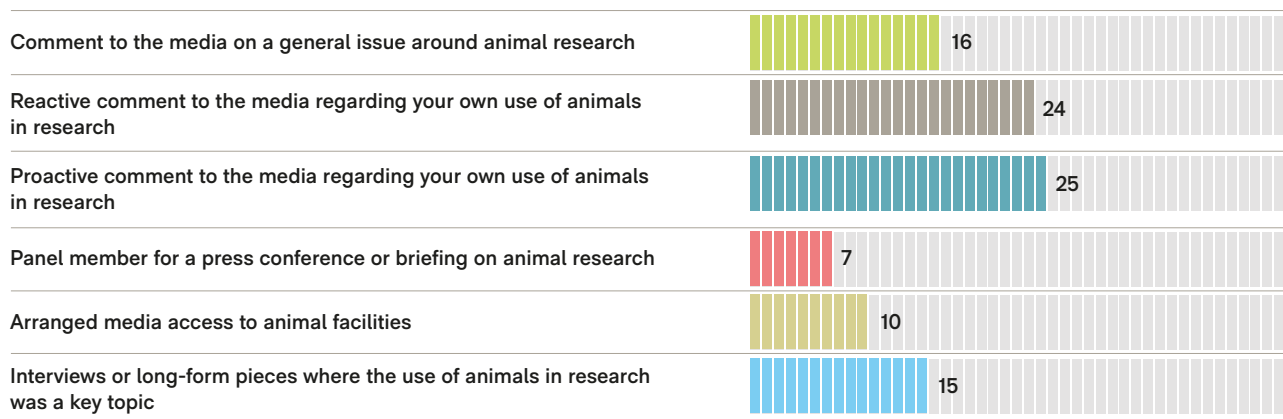 Comment to the media on a general issue around animal research
16
Reactive comment to the media regarding your own use of animals
in research
24
Proactive comment to the media regarding your own use of animals
in research
25
Panel member for a press conference or briefing on animal research
7
Arranged media access to animal facilities
10
Interviews or long-form pieces where the use of animals in research
was a key topic
15